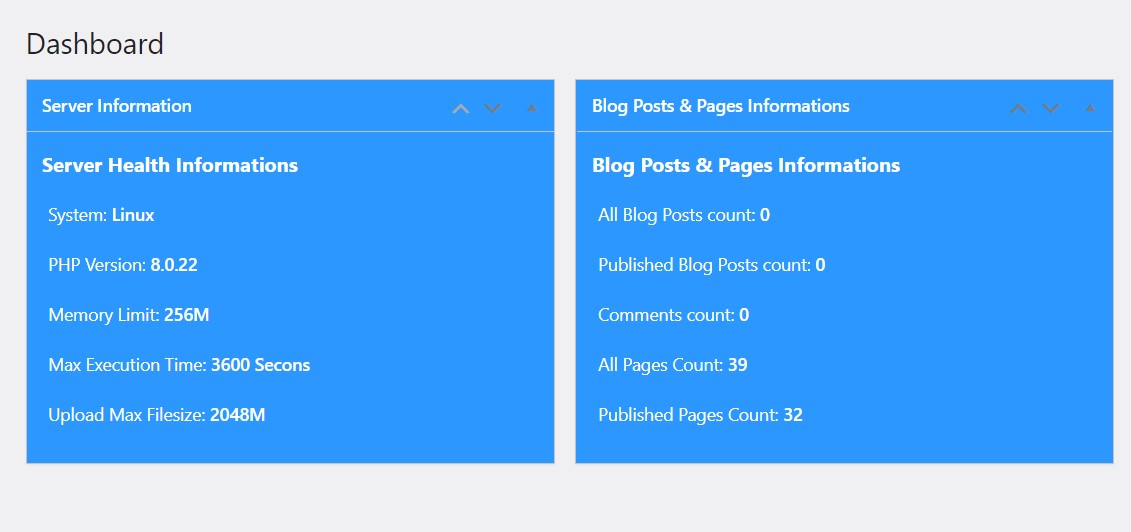 Dashboard
Server Information
Server Health Informations
System: Linux
PHP Version: 8.0.22
Memory Limit: 256M
Max Execution Time: 3600 Secons
Upload Max Filesize: 2048M
Blog Posts & Pages Informations
Blog Posts & Pages Informations
All Blog Posts count: 0
Published Blog Posts count: 0
Comments count: 0
All Pages Count: 39
Published Pages Count: 32